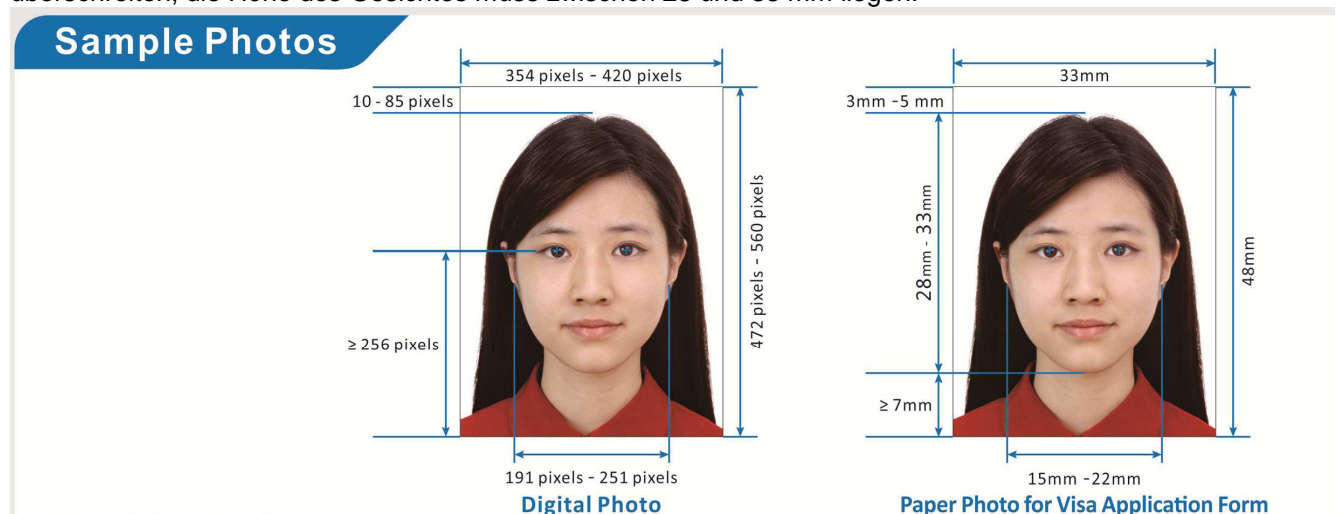 Sample Photos
354 pixels - 420 pixels
10 - 85 pixels
472 pixels - 560 pixels
≥ 256 pixels
191 pixels - 251 pixels
Digital Photo
33mm
3mm -5 mm
28mm - 33mm
48mm
≥ 7mm
15mm -22mm
Paper Photo for Visa Application Form